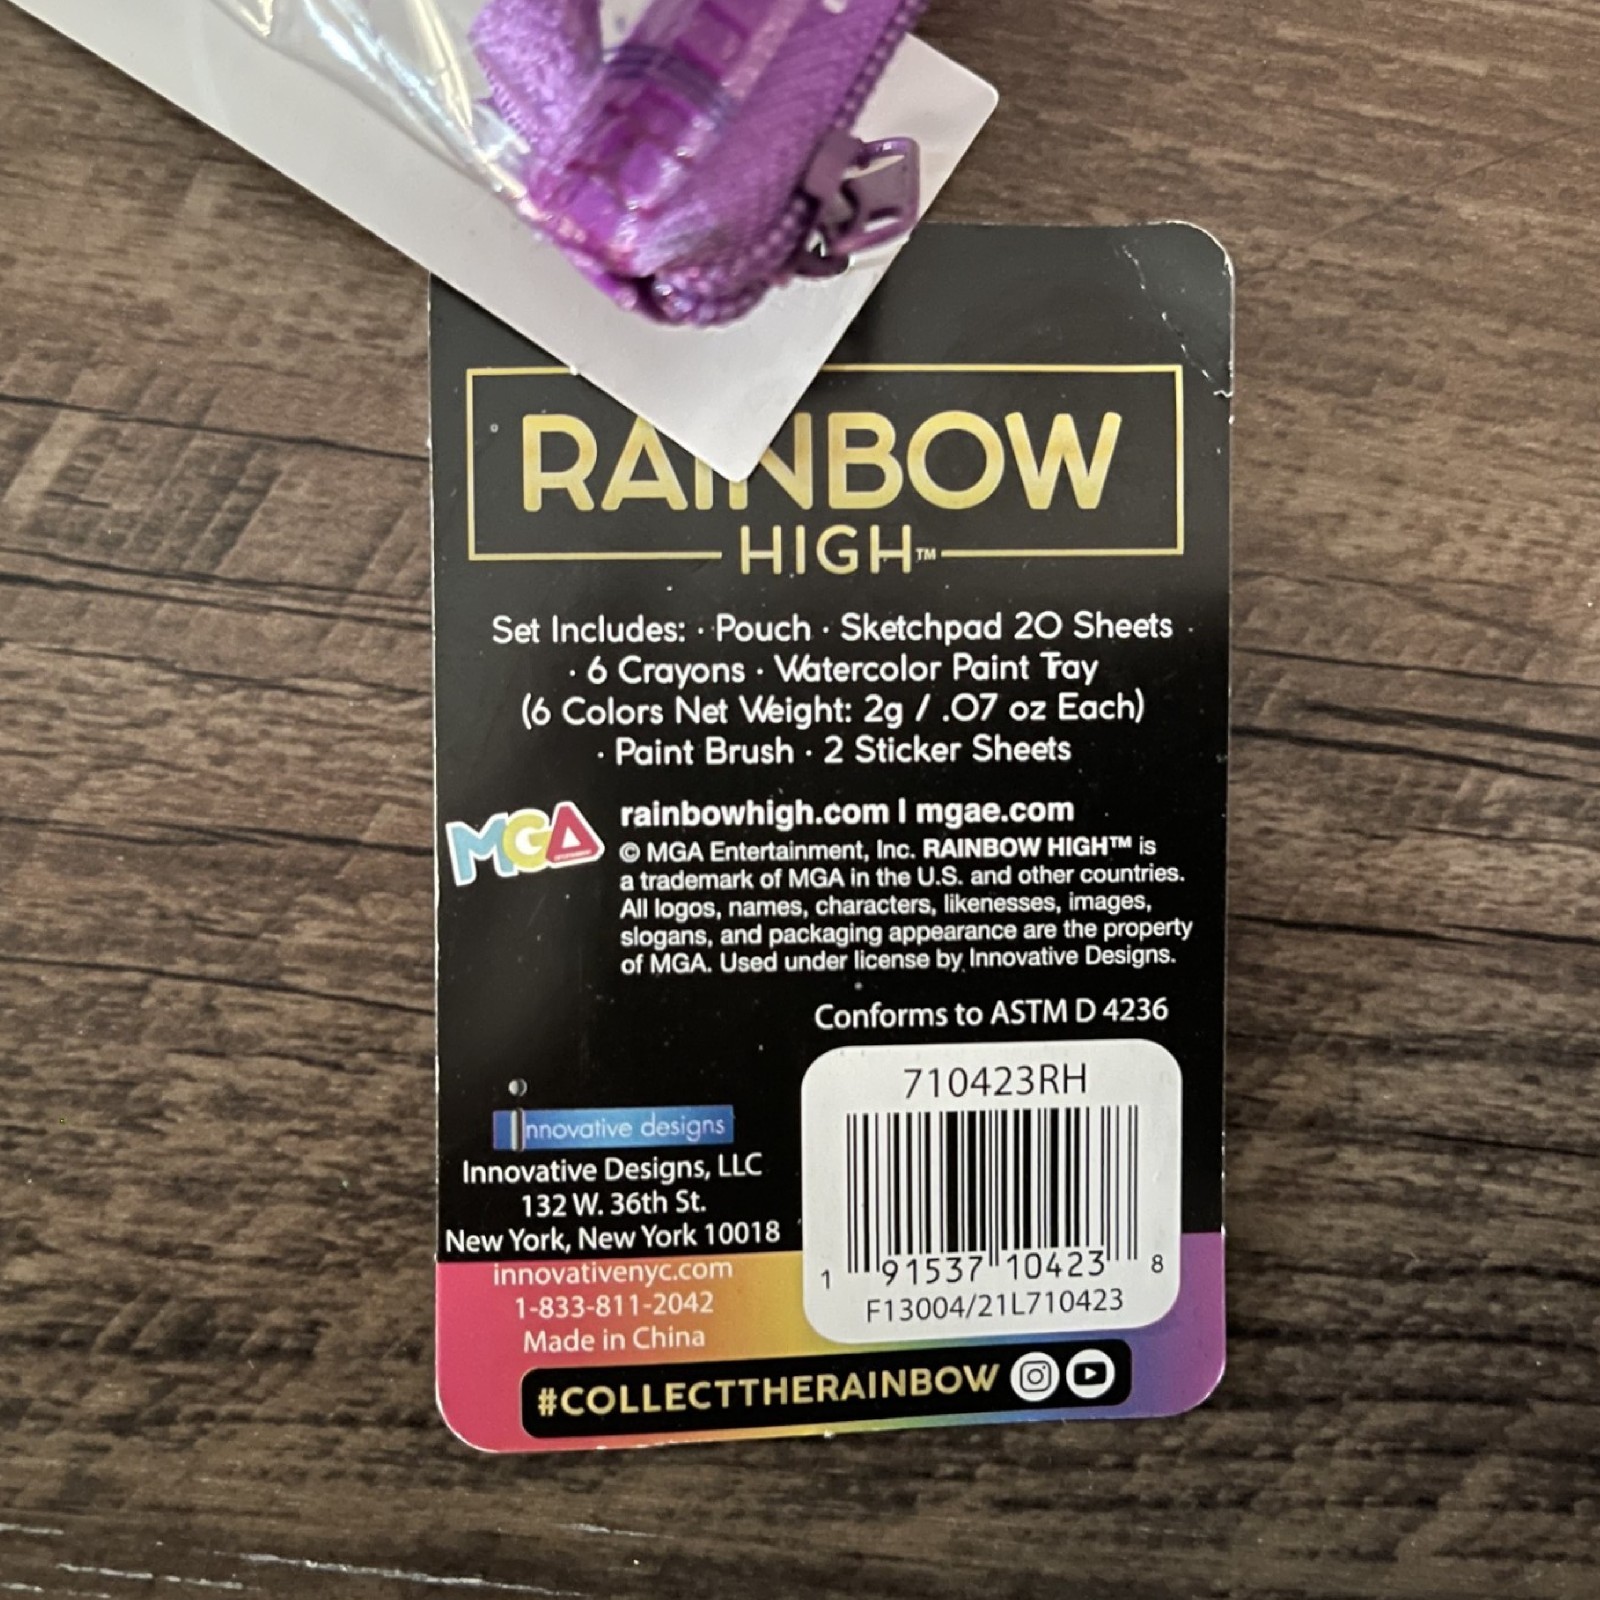 RAINBOW
HIGH™
Set Includes: · Pouch · Sketchpad 20 Sheets ·
· 6 Crayons · Watercolor Paint Tray
(6 Colors Net Weight: 2g / .07 oz Each)
· Paint Brush · 2 Sticker Sheets
MGA
rainbowhigh.com | mgae.com
© MGA Entertainment, Inc. RAINBOW HIGH™ is
a trademark of MGA in the U.S. and other countries.
All logos, names, characters, likenesses, images,
slogans, and packaging appearance are the property
of MGA. Used under license by Innovative Designs.
Conforms to ASTM D 4236
innovative designs
Innovative Designs, LLC
132 W. 36th St.
New York, New York 10018
innovativenyc.com
1-833-811-2042
Made in China
710423RH
1 91537 10423 8
F13004/21L710423
#COLLECTTHERAINBOW